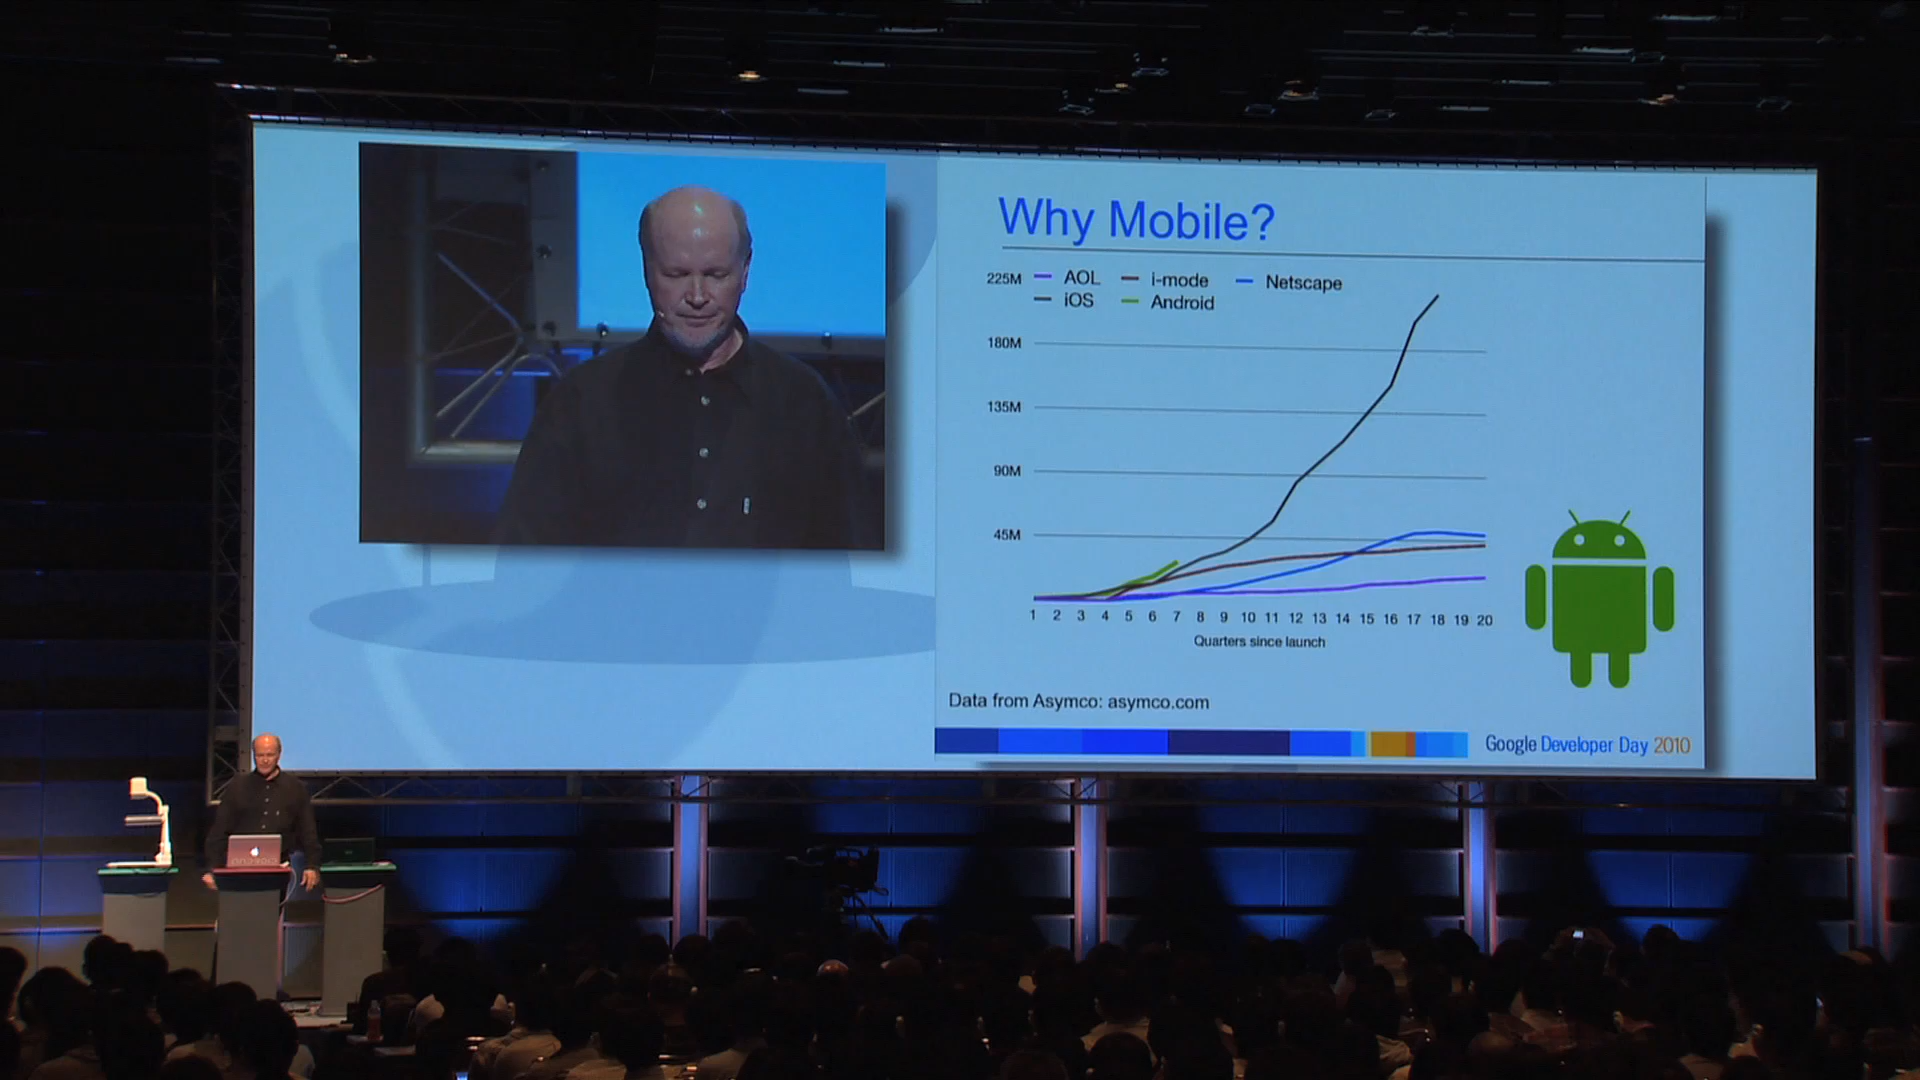 Why Mobile?
225M
AOL
i-mode
Netscape
iOS
Android
180M
135M
90M
45M
1 2 3 4 5 6 7 8 9 10 11 12 13 14 15 16 17 18 19 20
Quarters since launch
Data from Asymco: asymco.com
Google Developer Day 2010